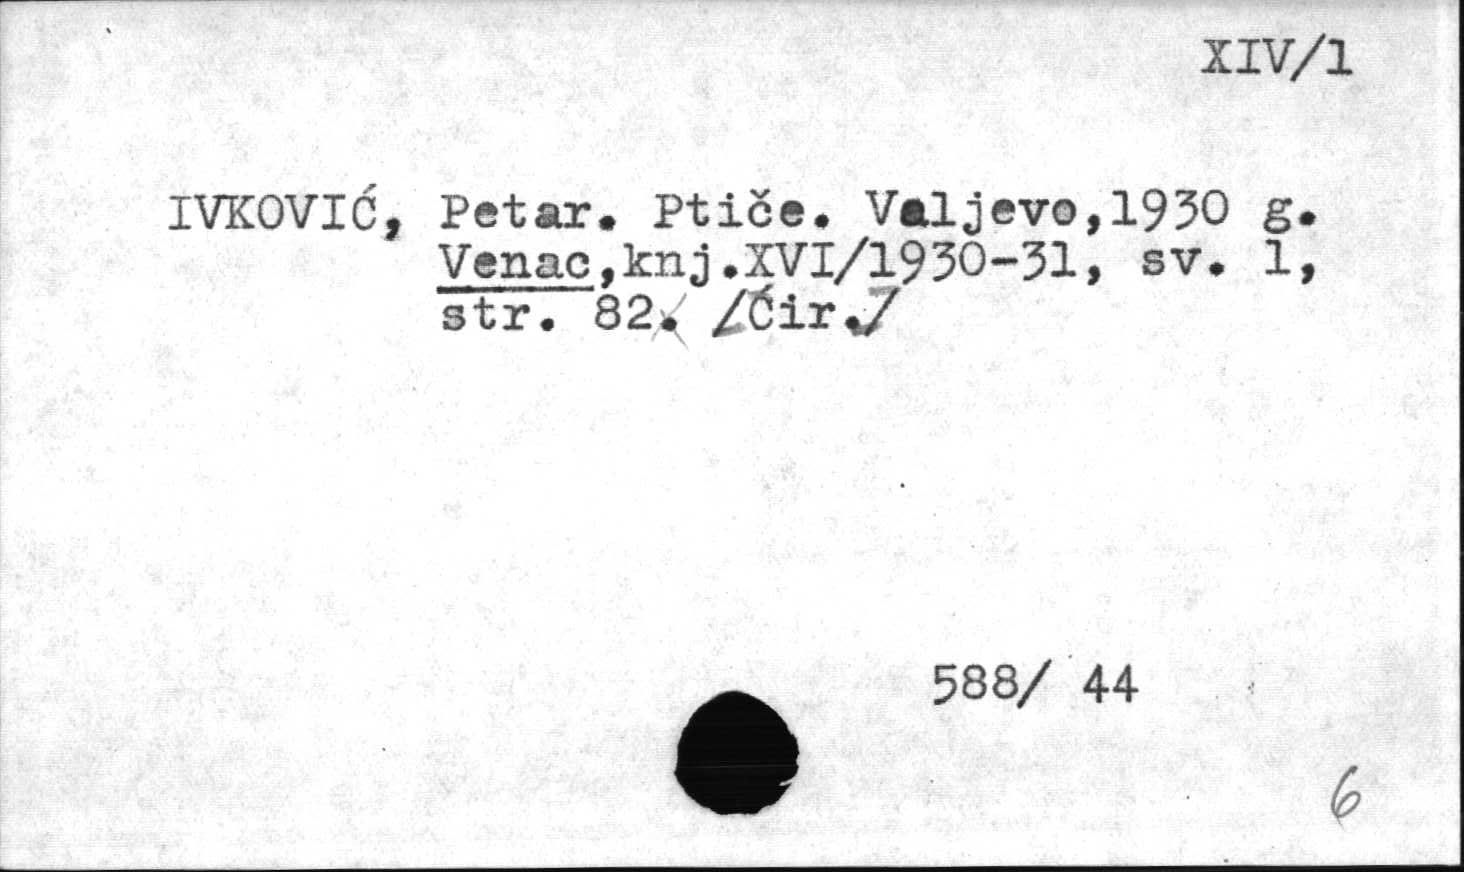 XIV/1
IVKOVIĆ, Petar. Ptiče. Valjevo,1930 g.
Venac,knj.XVI/1930-31, sv. 1,
str. 82. /Ćir./
588/ 44
6